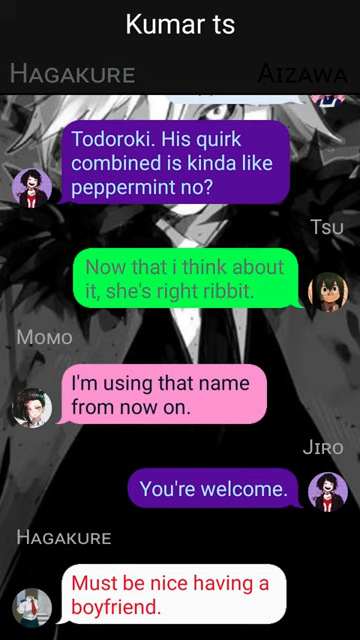 Kumar ts
Hagakure
Aizawa
Todoroki. His quirk
combined is kinda like
peppermint no?
Tsu
Now that i think about
it, she's right ribbit.
Momo
I'm using that name
from now on.
Jiro
You're welcome.
Hagakure
Must be nice having a
boyfriend.